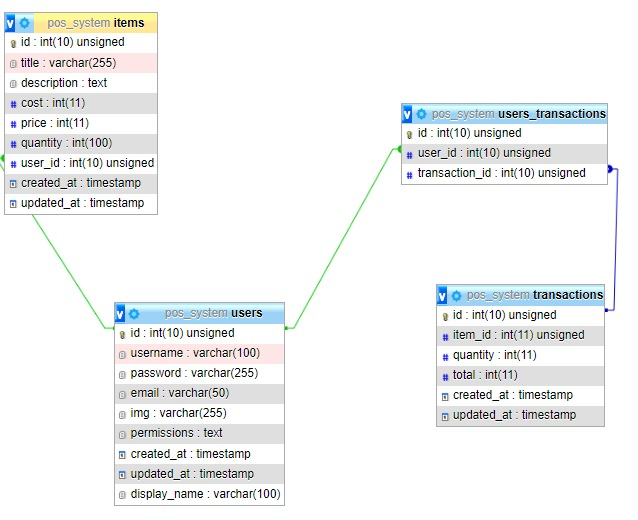 pos_system items
id : int(10) unsigned
title : varchar(255)
description : text
cost : int(11)
price : int(11)
quantity : int(100)
user_id : int(10) unsigned
created_at : timestamp
updated_at : timestamp
pos_system users_transactions
id : int(10) unsigned
user_id : int(10) unsigned
transaction_id : int(10) unsigned
pos_system users
id : int(10) unsigned
username : varchar(100)
password : varchar(255)
email : varchar(50)
img : varchar(255)
permissions : text
created_at : timestamp
updated_at : timestamp
display_name : varchar(100)
pos_system transactions
id : int(10) unsigned
item_id : int(11) unsigned
quantity : int(11)
total : int(11)
created_at : timestamp
updated_at : timestamp